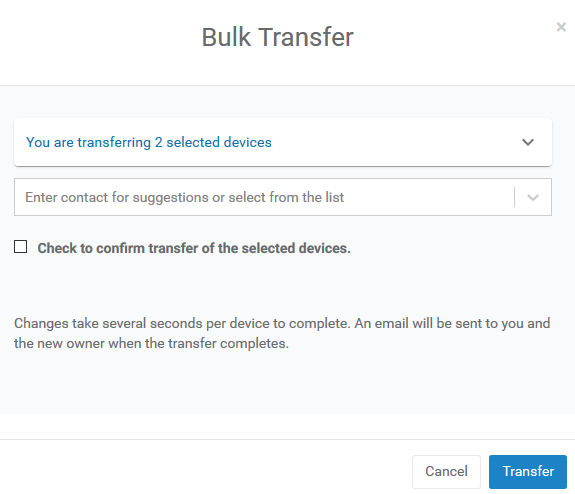 Bulk Transfer
×
You are transferring 2 selected devices
Enter contact for suggestions or select from the list
Check to confirm transfer of the selected devices.
Changes take several seconds per device to complete. An email will be sent to you and
the new owner when the transfer completes.
Cancel
Transfer